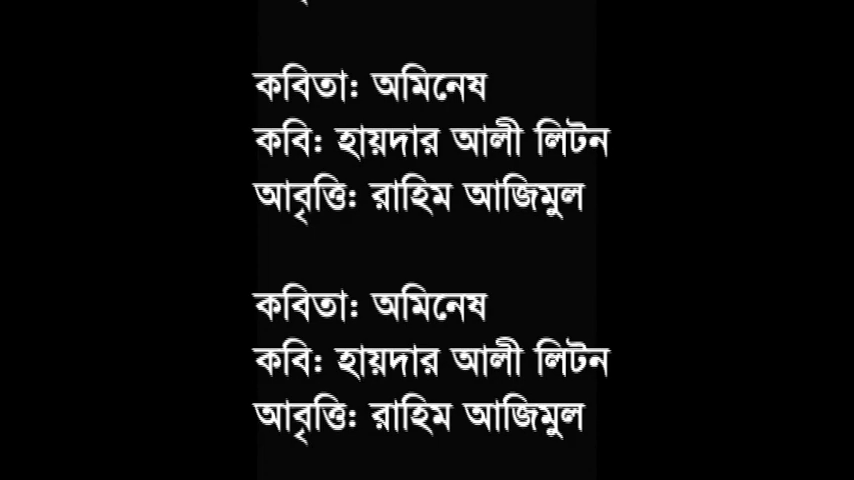 কবিতা: অমিনেষ
কবি: হায়দার আলী লিটন
আবৃত্তি: রাহিম আজিমুল
কবিতা: অমিনেষ
কবি: হায়দার আলী লিটন
আবৃত্তি: রাহিম আজিমুল